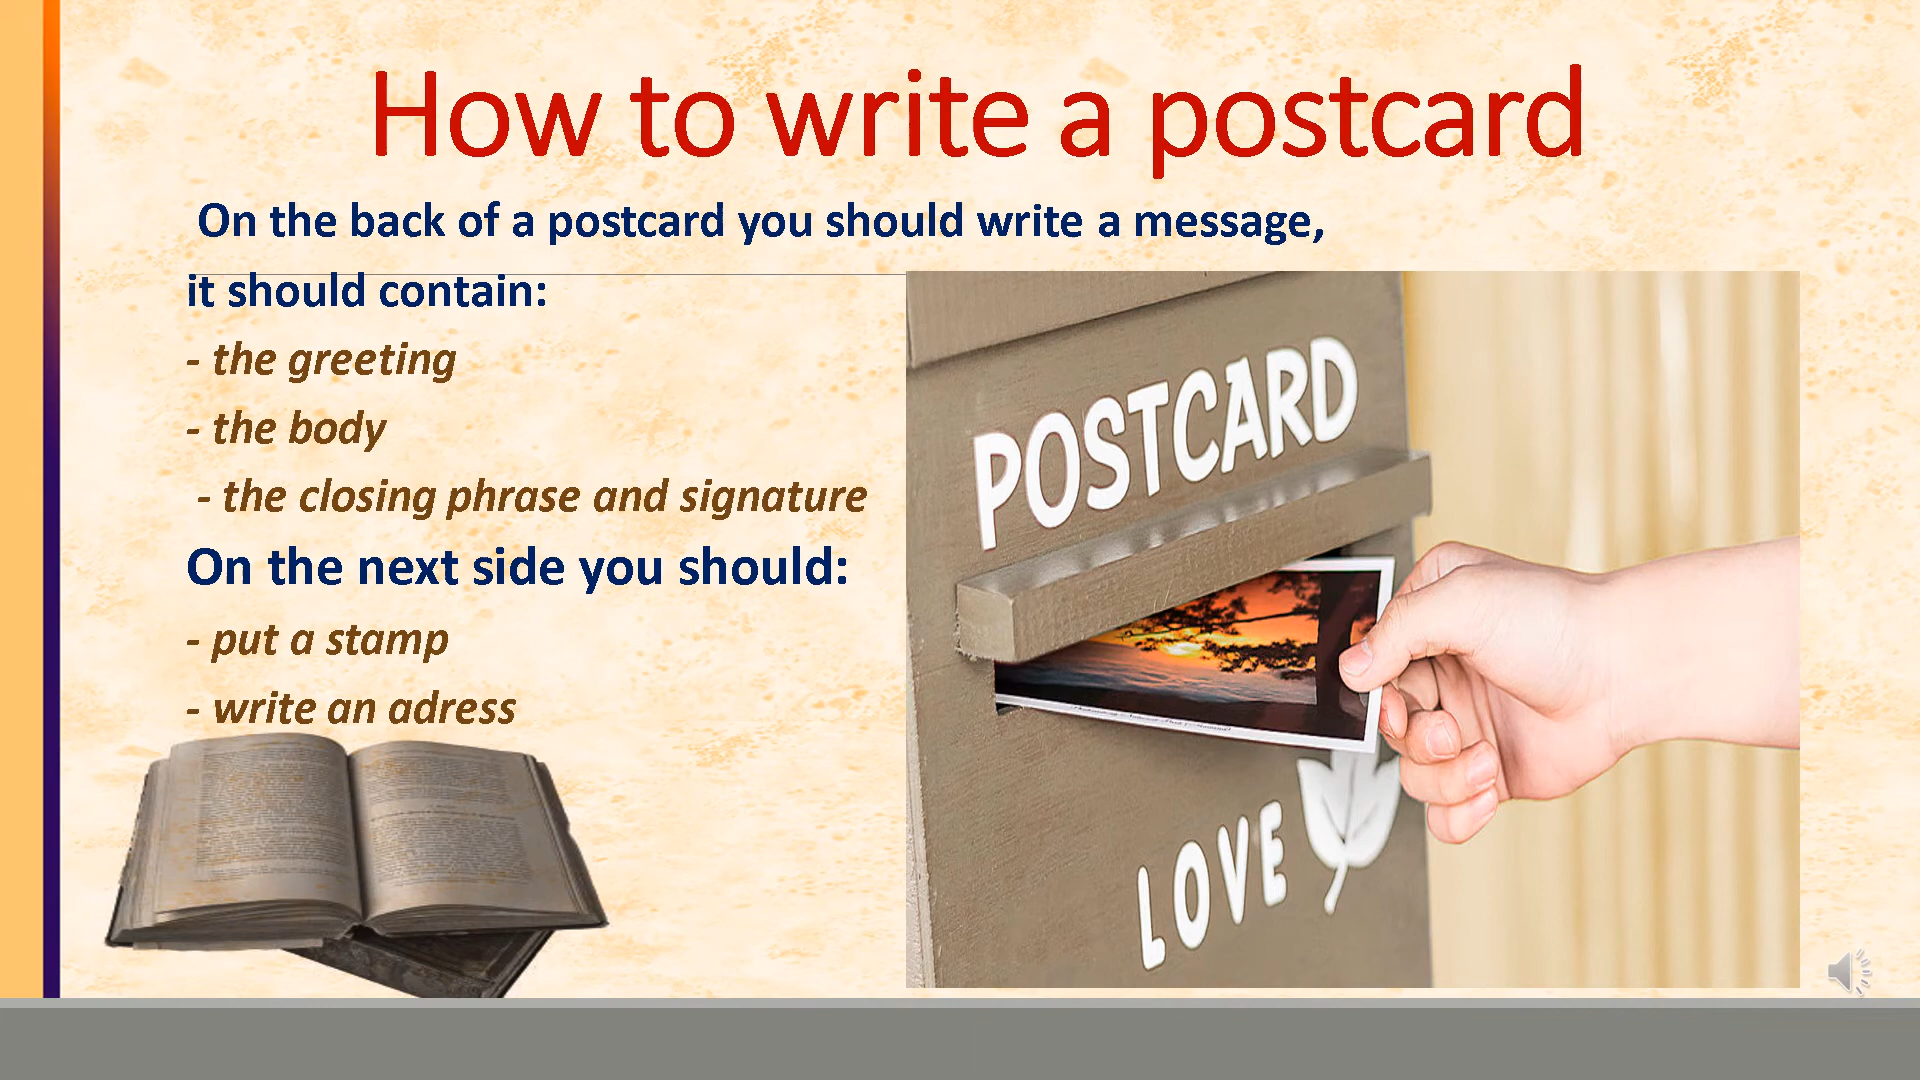 How to write a postcard
On the back of a postcard you should write a message,
it should contain:
- the greeting
- the body
- the closing phrase and signature
On the next side you should:
- put a stamp
- write an adress
POSTCARD
LOVE